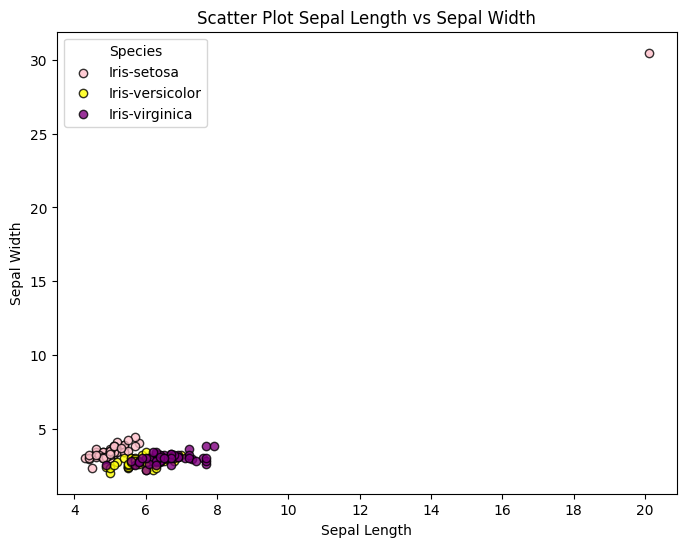 Scatter Plot Sepal Length vs Sepal Width
Species
Iris-setosa
Iris-versicolor
Iris-virginica
30
25
20
15
10
5
Sepal Width
4 6 8 10 12 14 16 18 20
Sepal Length